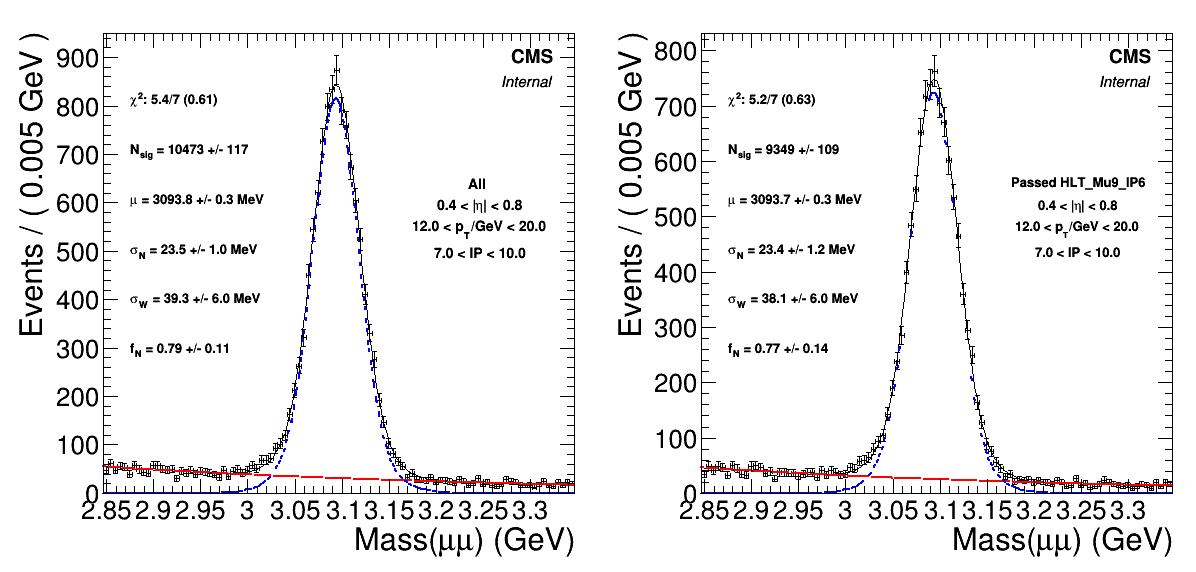 Events / ( 0.005 GeV )
900
800
700
600
500
400
300
200
100
0
CMS
Internal
χ²: 5.4/7 (0.61)
N_sig = 10473 +/- 117
μ = 3093.8 +/- 0.3 MeV
σ_N = 23.5 +/- 1.0 MeV
σ_W = 39.3 +/- 6.0 MeV
f_N = 0.79 +/- 0.11
All
0.4 < |η| < 0.8
12.0 < p_T/GeV < 20.0
7.0 < IP < 10.0
2.85 2.9 2.95 3 3.05 3.1 3.15 3.2 3.25 3.3
Mass(μμ) (GeV)
Events / ( 0.005 GeV )
800
700
600
500
400
300
200
100
0
CMS
Internal
χ²: 5.2/7 (0.63)
N_sig = 9349 +/- 109
μ = 3093.7 +/- 0.3 MeV
σ_N = 23.4 +/- 1.2 MeV
σ_W = 38.1 +/- 6.0 MeV
f_N = 0.77 +/- 0.14
Passed HLT_Mu9_IP6
0.4 < |η| < 0.8
12.0 < p_T/GeV < 20.0
7.0 < IP < 10.0
2.85 2.9 2.95 3 3.05 3.1 3.15 3.2 3.25 3.3
Mass(μμ) (GeV)